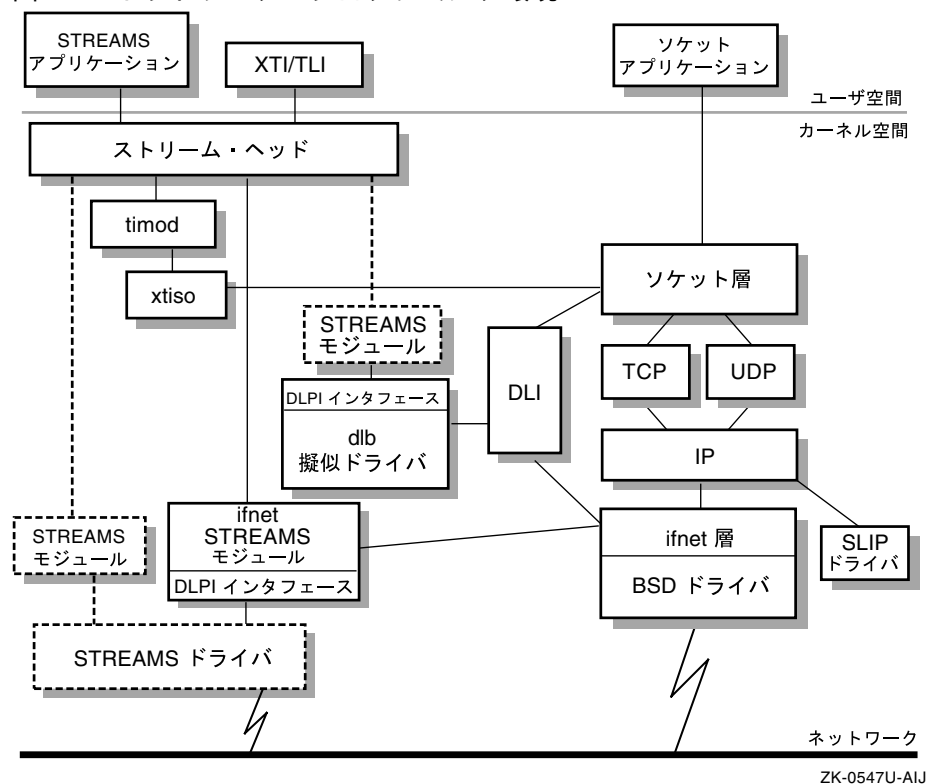 STREAMS
アプリケーション
XTI/TLI
ソケット
アプリケーション
ユーザ空間
カーネル空間
ストリーム・ヘッド
timod
xtiso
ソケット層
STREAMS
モジュール
DLI
TCP
UDP
DLPI インタフェース
dlb
擬似ドライバ
IP
STREAMS
モジュール
ifnet
STREAMS
モジュール
DLPI インタフェース
ifnet 層
BSD ドライバ
SLIP
ドライバ
STREAMS ドライバ
ネットワーク
ZK-0547U-AIJ